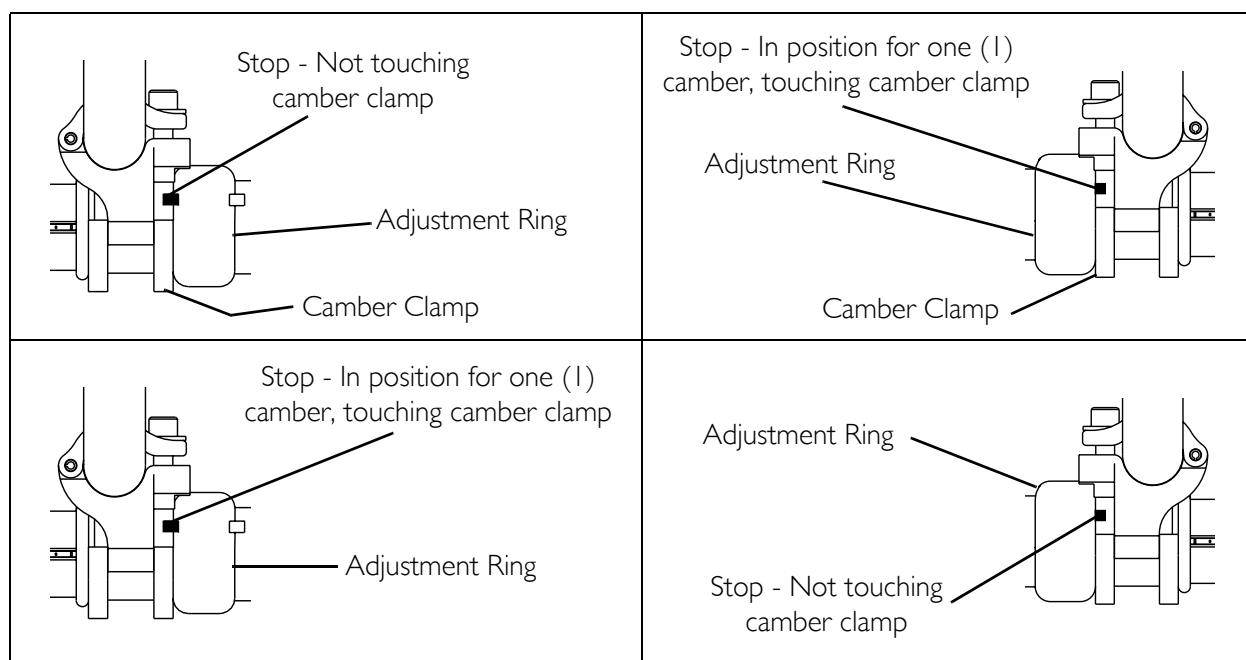 Stop - Not touching
camber clamp
Adjustment Ring
Camber Clamp
Stop - In position for one (1)
camber, touching camber clamp
Adjustment Ring
Camber Clamp
Stop - In position for one (1)
camber, touching camber clamp
Adjustment Ring
Adjustment Ring
Stop - Not touching
camber clamp